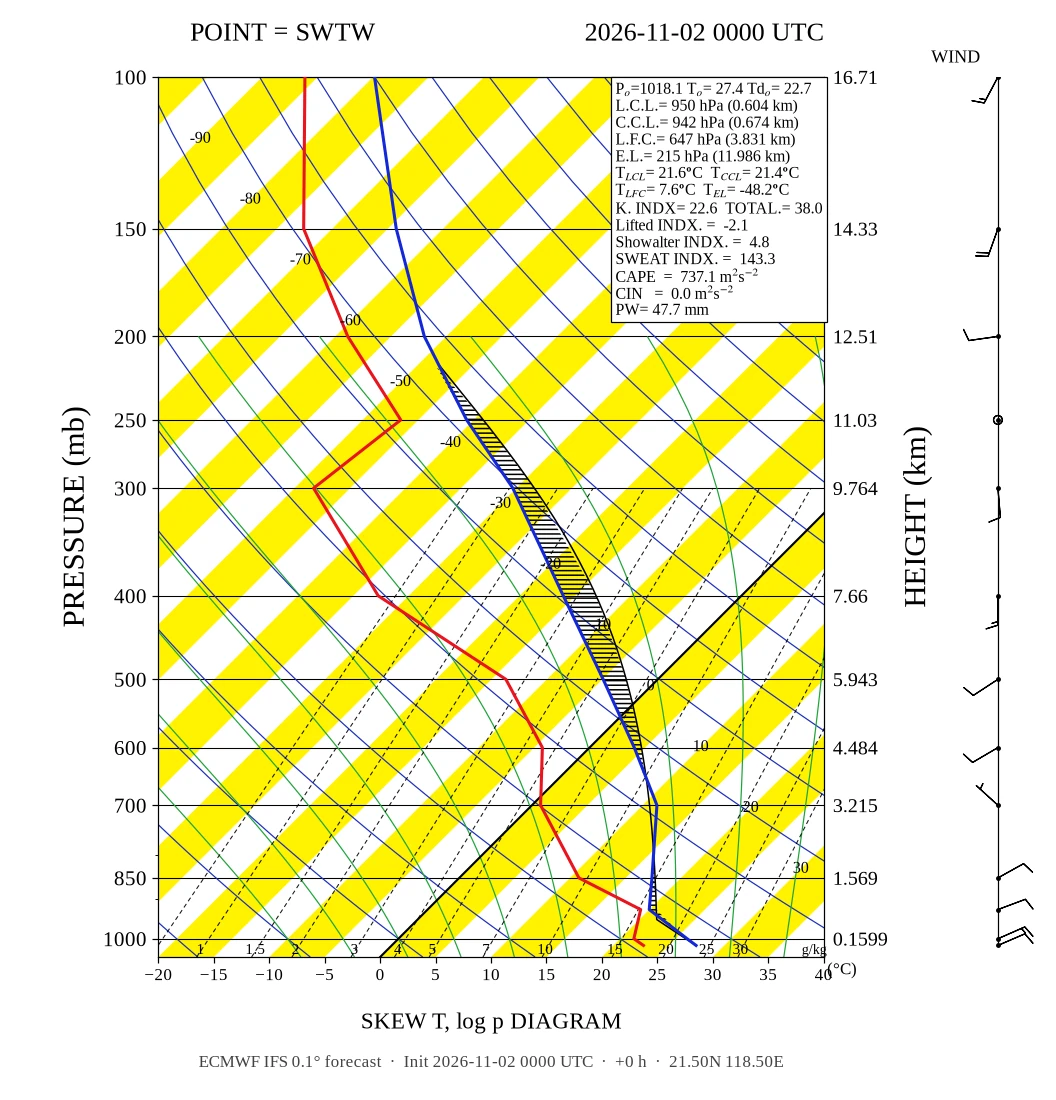 POINT = SWTW
2026-11-02 0000 UTC
WIND
P₀=1018.1 T₀= 27.4 Td₀= 22.7
L.C.L.= 950 hPa (0.604 km)
C.C.L.= 942 hPa (0.674 km)
L.F.C.= 647 hPa (3.831 km)
E.L.= 215 hPa (11.986 km)
T_LCL= 21.6°C T_CCL= 21.4°C
T_LFC= 7.6°C T_EL= -48.2°C
K. INDX= 22.6 TOTAL.= 38.0
Lifted INDX. = -2.1
Showalter INDX. = 4.8
SWEAT INDX. = 143.3
CAPE = 737.1 m²s⁻²
CIN = 0.0 m²s⁻²
PW= 47.7 mm
PRESSURE (mb)
100
150
200
250
300
400
500
600
700
850
1000
-90
-80
-70
-60
-50
-40
-30
-20
-10
0
10
20
30
16.71
14.33
12.51
11.03
9.764
7.66
5.943
4.484
3.215
1.569
0.1599
HEIGHT (km)
1 1.5 2 3 4 5 7 10 15 20 25 30 g/kg
−20 −15 −10 −5 0 5 10 15 20 25 30 35 40 (°C)
SKEW T, log p DIAGRAM
ECMWF IFS 0.1° forecast · Init 2026-11-02 0000 UTC · +0 h · 21.50N 118.50E